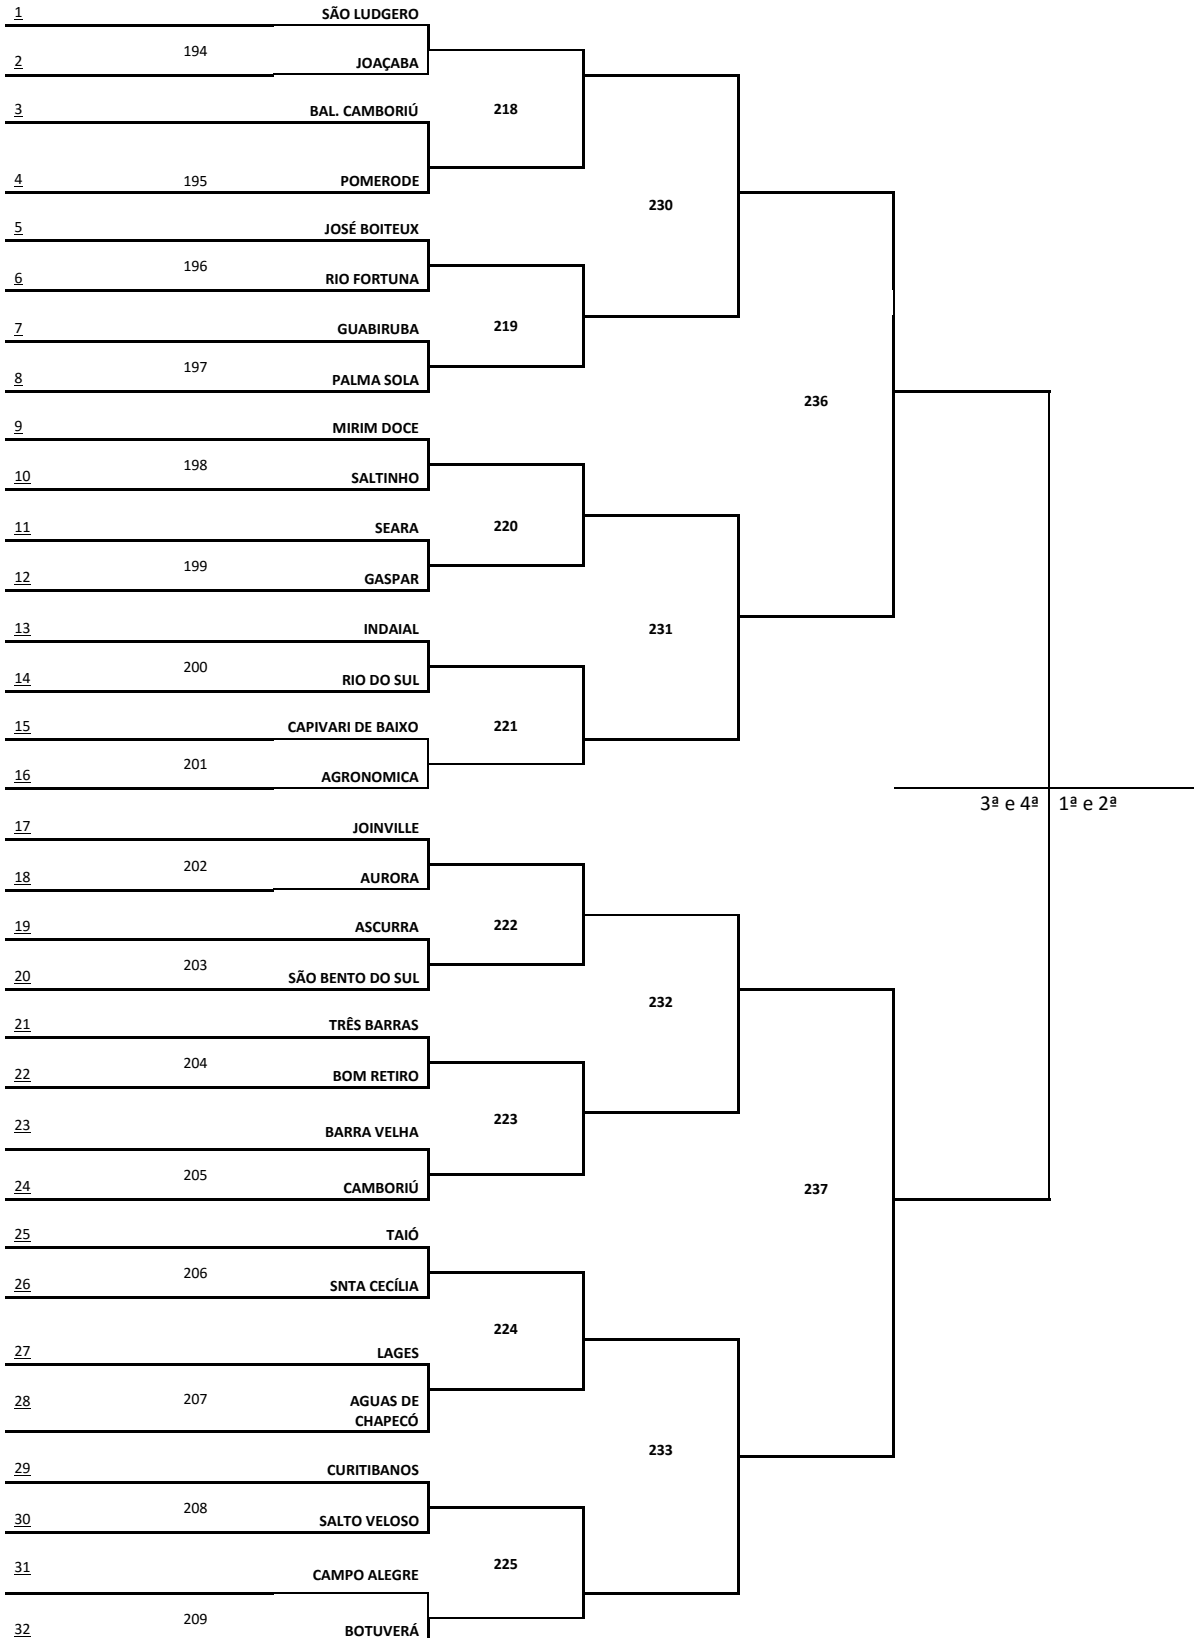 1 SÃO LUDGERO
194
2 JOAÇABA
3 BAL. CAMBORIÚ 218
4 195 POMERODE
230
5 JOSÉ BOITEUX
196
6 RIO FORTUNA
7 GUABIRUBA 219
197
8 PALMA SOLA
236
9 MIRIM DOCE
198
10 SALTINHO
11 SEARA 220
199
12 GASPAR
13 INDAIAL 231
200
14 RIO DO SUL
15 CAPIVARI DE BAIXO 221
201
16 AGRONOMICA
3ª e 4ª 1ª e 2ª
17 JOINVILLE
202
18 AURORA
19 ASCURRA 222
203
20 SÃO BENTO DO SUL
232
21 TRÊS BARRAS
204
22 BOM RETIRO
23 BARRA VELHA 223
205
24 CAMBORIÚ 237
25 TAIÓ
206
26 SNTA CECÍLIA
224
27 LAGES
28 207 AGUAS DE
CHAPECÓ
233
29 CURITIBANOS
208
30 SALTO VELOSO
31 CAMPO ALEGRE 225
209
32 BOTUVERÁ